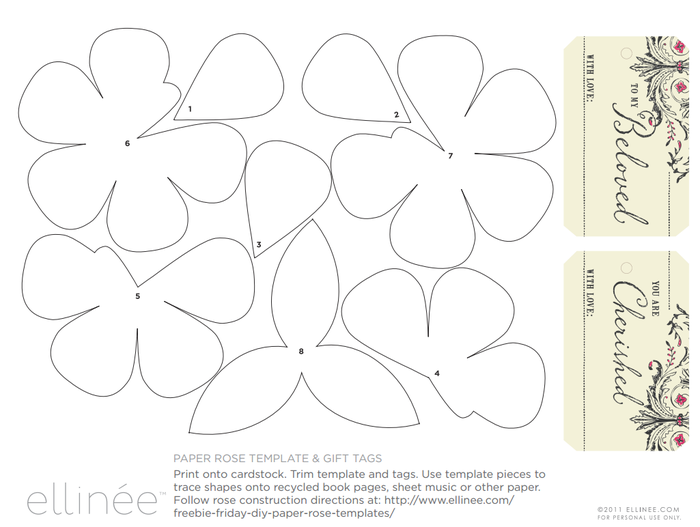 1
2
6
7
3
5
8
4
TO MY
Beloved
WITH LOVE:
YOU ARE
Cherished
WITH LOVE:
PAPER ROSE TEMPLATE & GIFT TAGS
Print onto cardstock. Trim template and tags. Use template pieces to
trace shapes onto recycled book pages, sheet music or other paper.
Follow rose construction directions at: http://www.ellinee.com/
freebie-friday-diy-paper-rose-templates/
ellinée™
©2011 ELLINEE.COM
FOR PERSONAL USE ONLY.